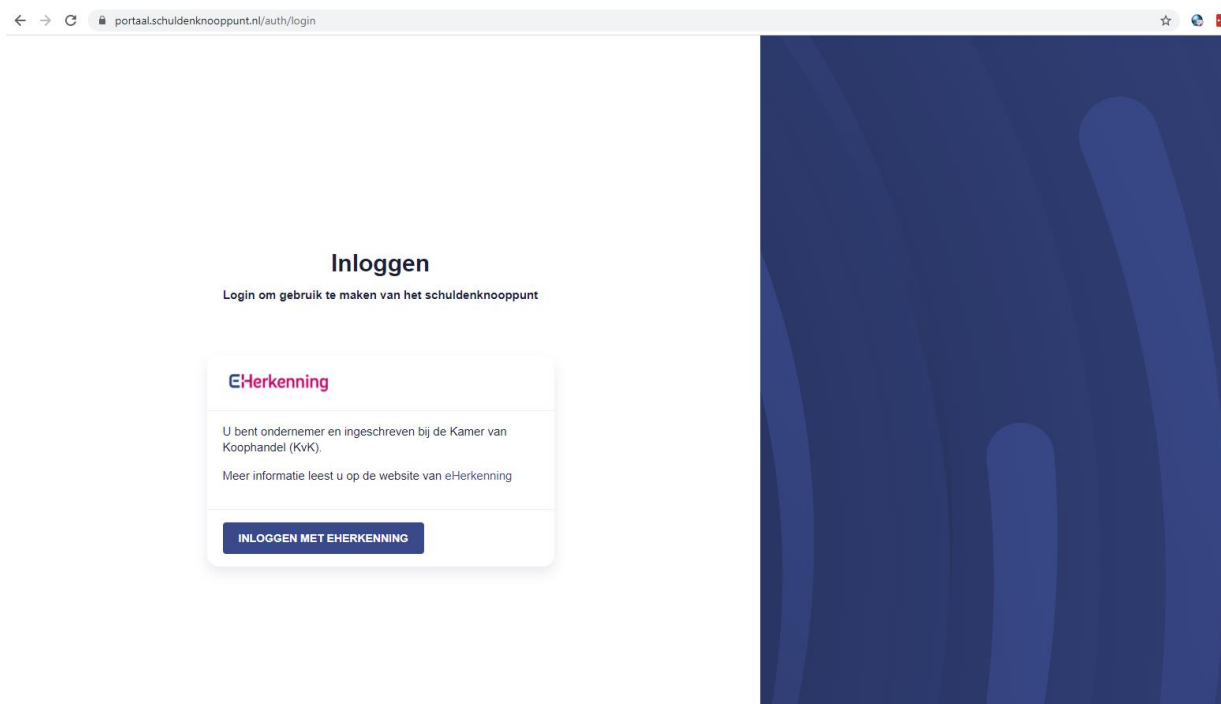 portaal.schuldenknooppunt.nl/auth/login
Inloggen
Login om gebruik te maken van het schuldenknooppunt
eHerkenning
U bent ondernemer en ingeschreven bij de Kamer van
Koophandel (KvK).
Meer informatie leest u op de website van eHerkenning
INLOGGEN MET EHERKENNING